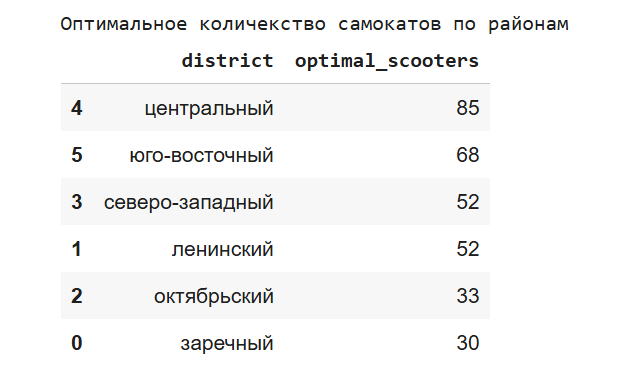 Оптимальное количекство самокатов по районам
district optimal_scooters
4 центральный 85
5 юго-восточный 68
3 северо-западный 52
1 ленинский 52
2 октябрьский 33
0 заречный 30